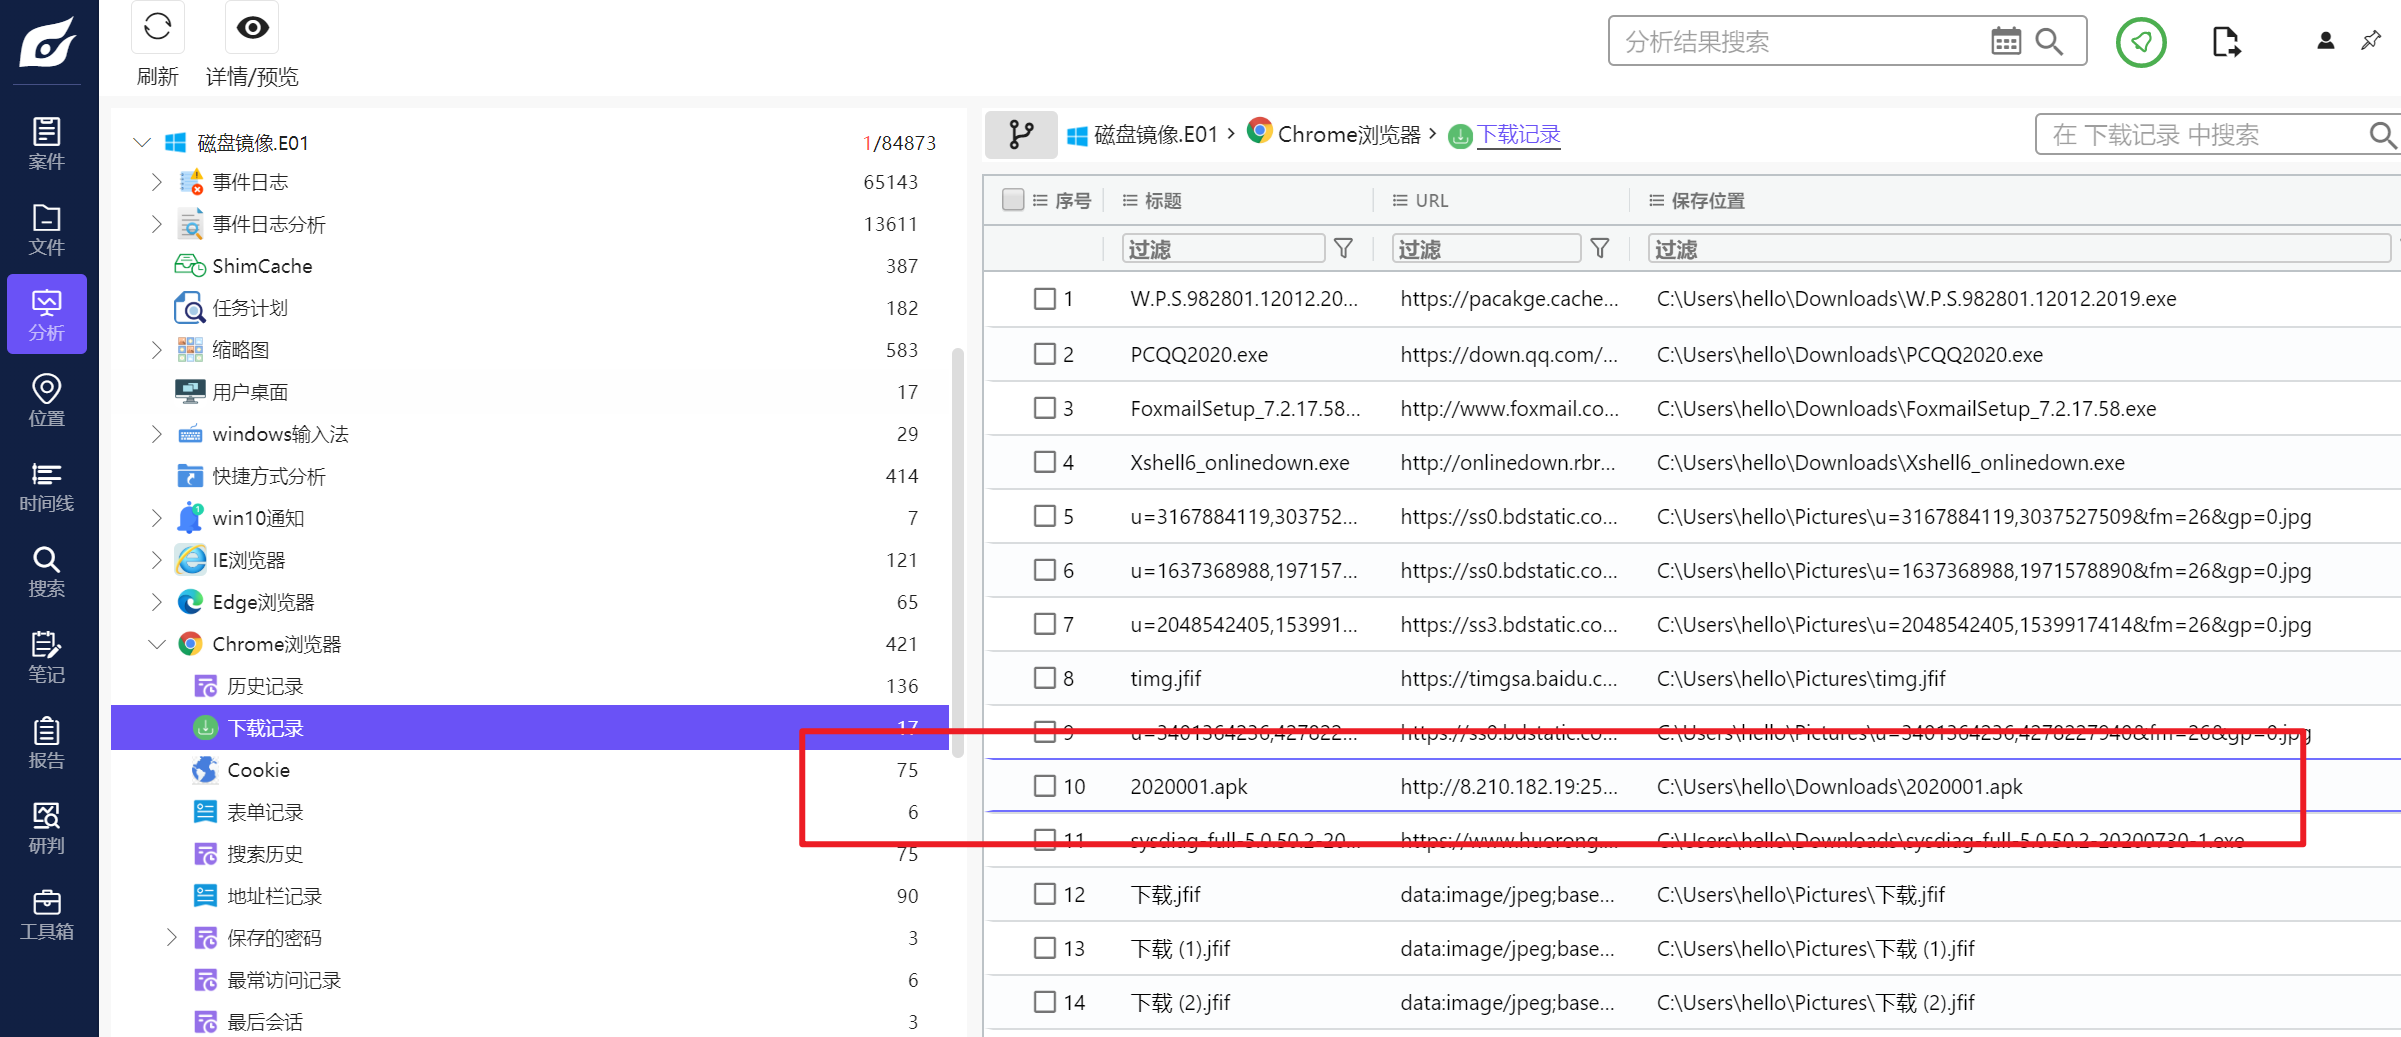 刷新
详情/预览
分析结果搜索
案件
文件
分析
位置
时间线
搜索
笔记
报告
研判
工具箱
磁盘镜像.E01 1/84873
事件日志 65143
事件日志分析 13611
ShimCache 387
任务计划 182
缩略图 583
用户桌面 17
windows输入法 29
快捷方式分析 414
win10通知 7
IE浏览器 121
Edge浏览器 65
Chrome浏览器 421
历史记录 136
下载记录 17
Cookie 75
表单记录 6
搜索历史 75
地址栏记录 90
保存的密码 3
最常访问记录 6
最后会话 3
磁盘镜像.E01 › Chrome浏览器 › 下载记录
在 下载记录 中搜索
序号 标题 URL 保存位置
过滤 过滤 过滤
1 W.P.S.982801.12012.20... https://pacakge.cache... C:\Users\hello\Downloads\W.P.S.982801.12012.2019.exe
2 PCQQ2020.exe https://down.qq.com/... C:\Users\hello\Downloads\PCQQ2020.exe
3 FoxmailSetup_7.2.17.58... http://www.foxmail.co... C:\Users\hello\Downloads\FoxmailSetup_7.2.17.58.exe
4 Xshell6_onlinedown.exe http://onlinedown.rbr... C:\Users\hello\Downloads\Xshell6_onlinedown.exe
5 u=3167884119,303752... https://ss0.bdstatic.co... C:\Users\hello\Pictures\u=3167884119,3037527509&fm=26&gp=0.jpg
6 u=1637368988,197157... https://ss0.bdstatic.co... C:\Users\hello\Pictures\u=1637368988,1971578890&fm=26&gp=0.jpg
7 u=2048542405,153991... https://ss3.bdstatic.co... C:\Users\hello\Pictures\u=2048542405,1539917414&fm=26&gp=0.jpg
8 timg.jfif https://timgsa.baidu.c... C:\Users\hello\Pictures\timg.jfif
9 u=3401364236,427822... https://ss0.bdstatic.co... C:\Users\hello\Pictures\u=3401364236,4278227940&fm=26&gp=0.jpg
10 2020001.apk http://8.210.182.19:25... C:\Users\hello\Downloads\2020001.apk
11 sysdiag-full-5.0.50.2-20... https://www.huorong.... C:\Users\hello\Downloads\sysdiag-full-5.0.50.2-20200730-1.exe
12 下载.jfif data:image/jpeg;base... C:\Users\hello\Pictures\下载.jfif
13 下载 (1).jfif data:image/jpeg;base... C:\Users\hello\Pictures\下载 (1).jfif
14 下载 (2).jfif data:image/jpeg;base... C:\Users\hello\Pictures\下载 (2).jfif